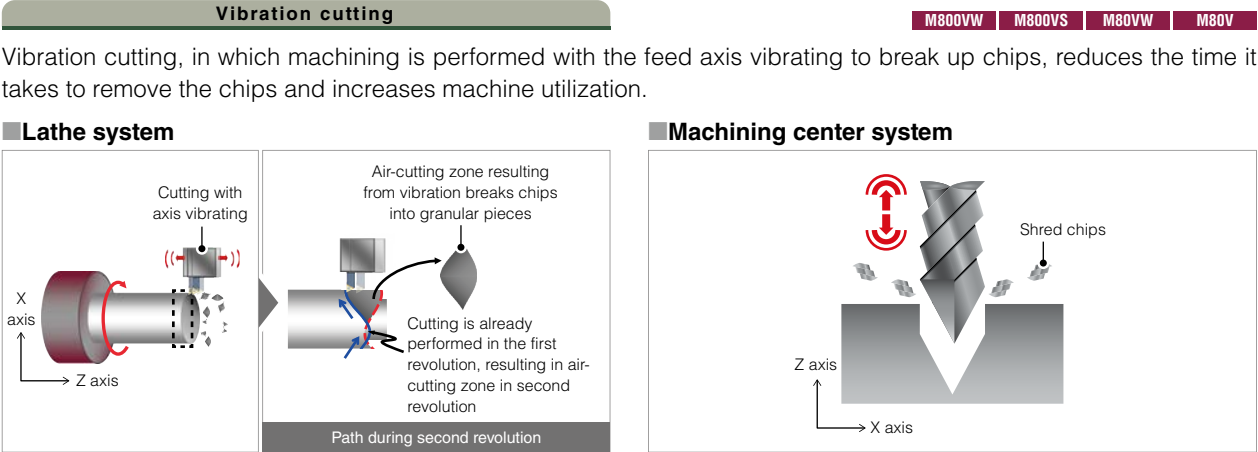 Vibration cutting
M800VW M800VS M80VW M80V
Vibration cutting, in which machining is performed with the feed axis vibrating to break up chips, reduces the time it
takes to remove the chips and increases machine utilization.
■Lathe system
Cutting with
axis vibrating
X
axis
Z axis
Air-cutting zone resulting
from vibration breaks chips
into granular pieces
Cutting is already
performed in the first
revolution, resulting in air-
cutting zone in second
revolution
Path during second revolution
■Machining center system
Shred chips
Z axis
X axis